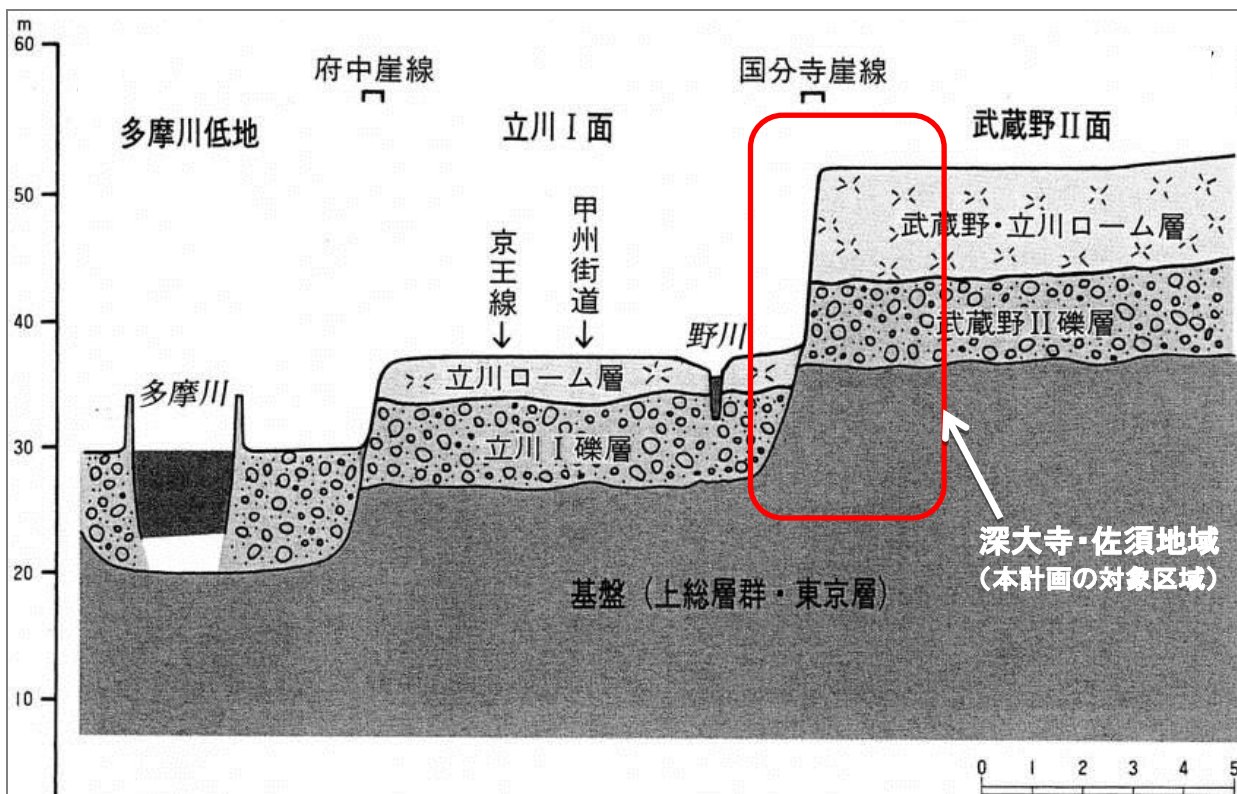 m
60
50
40
30
20
10
府中崖線
国分寺崖線
多摩川低地
立川Ⅰ面
武蔵野Ⅱ面
京王線
甲州街道
野川
多摩川
立川ローム層
立川Ⅰ礫層
武蔵野・立川ローム層
武蔵野Ⅱ礫層
深大寺・佐須地域
(本計画の対象区域)
基盤(上総層群・東京層)
0 1 2 3 4 5